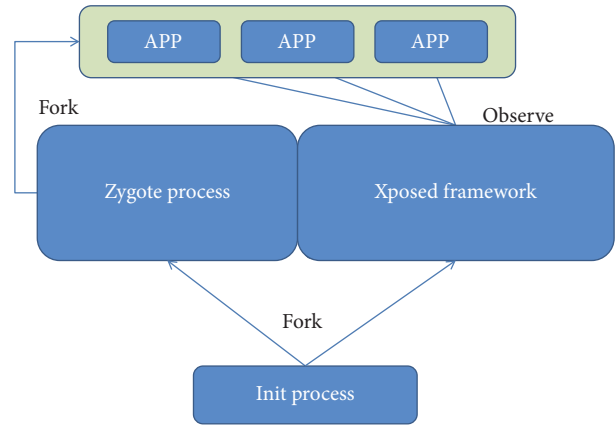 APP APP APP
Fork
Observe
Zygote process
Xposed framework
Fork
Init process